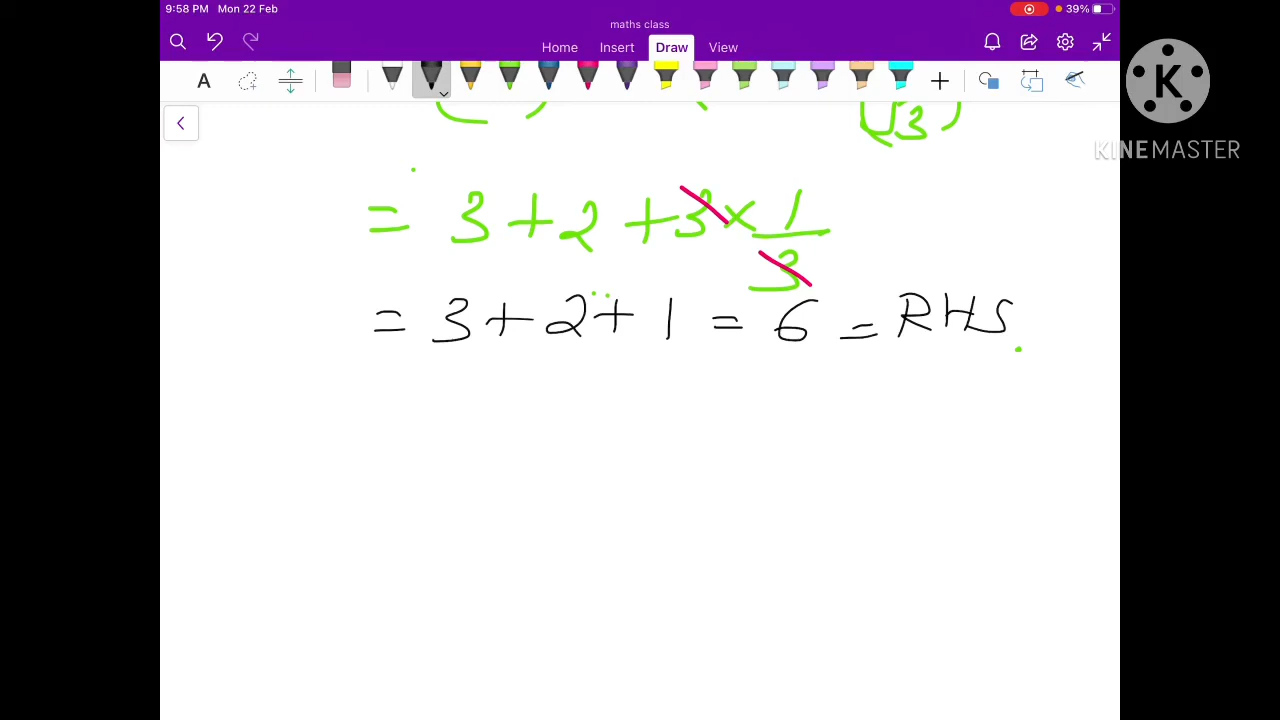 9:58 PM Mon 22 Feb
39%
maths class
Home Insert Draw View
A
K
KINEMASTER
√3
= 3+2+3×1/3
= 3+2+1 = 6 = RHS.